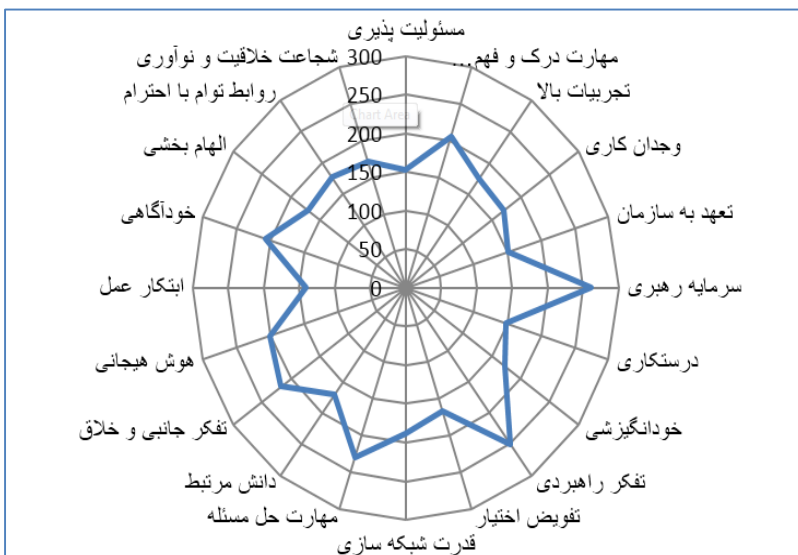 مسئولیت پذیری
مهارت درک و فهم...
تجربیات بالا
وجدان کاری
تعهد به سازمان
سرمایه رهبری
درستکاری
خودانگیزشی
تفکر راهبردی
تفویض اختیار
قدرت شبکه سازی
مهارت حل مسئله
دانش مرتبط
تفکر جانبی و خلاق
هوش هیجانی
ابتکار عمل
خودآگاهی
الهام بخشی
روابط توام با احترام
شجاعت خلاقیت و نوآوری
300
250
200
150
100
50
0
Chart Area